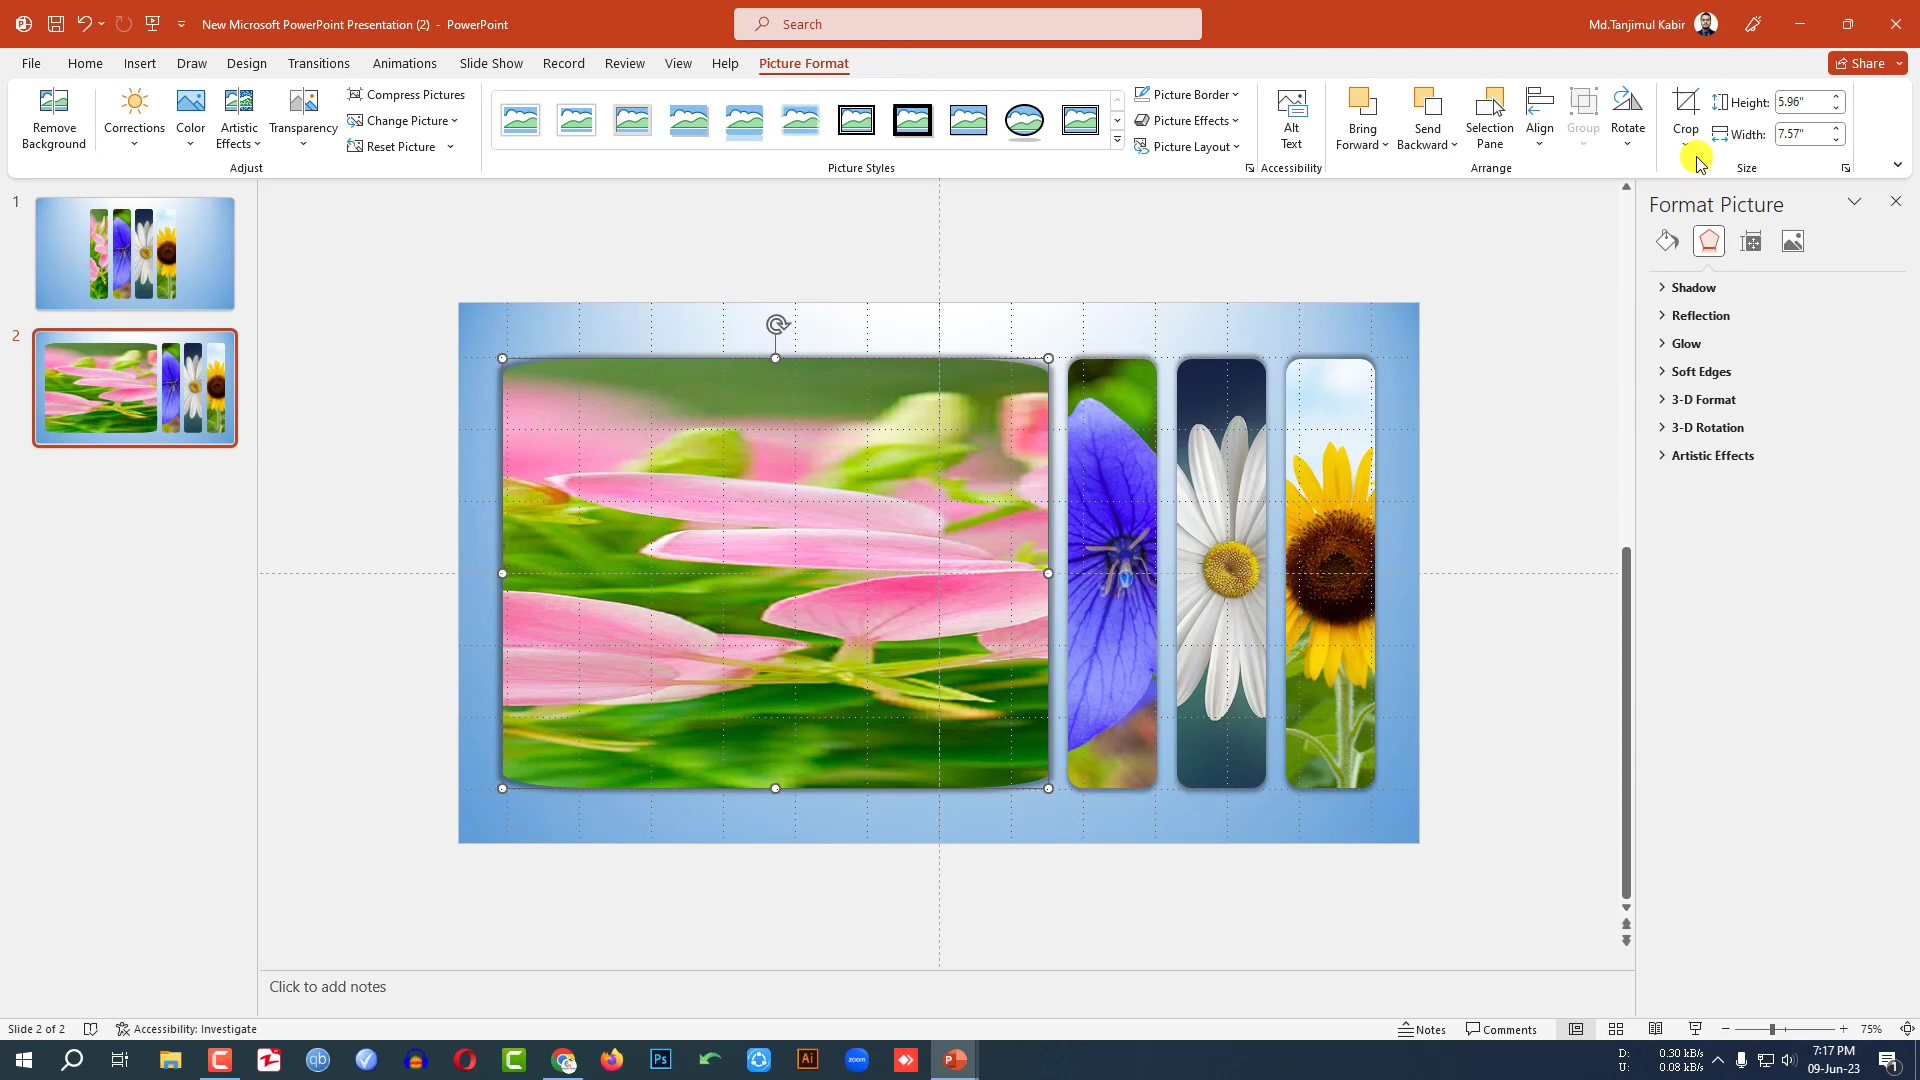 New Microsoft PowerPoint Presentation (2) - PowerPoint
Search
Md.Tanjimul Kabir
File Home Insert Draw Design Transitions Animations Slide Show Record Review View Help Picture Format
Share
Remove Background
Corrections
Color
Artistic Effects
Transparency
Compress Pictures
Change Picture
Reset Picture
Adjust
Picture Styles
Picture Border
Picture Effects
Picture Layout
Alt Text
Accessibility
Bring Forward
Send Backward
Selection Pane
Align
Group
Rotate
Arrange
Crop
Height: 5.96"
Width: 7.57"
Size
1
2
Format Picture
Shadow
Reflection
Glow
Soft Edges
3-D Format
3-D Rotation
Artistic Effects
Click to add notes
Slide 2 of 2
Accessibility: Investigate
Notes
Comments
75%
qb
C
Ps
Ai
zoom
D: 0.30 kB/s
U: 0.08 kB/s
7:17 PM
09-Jun-23
1